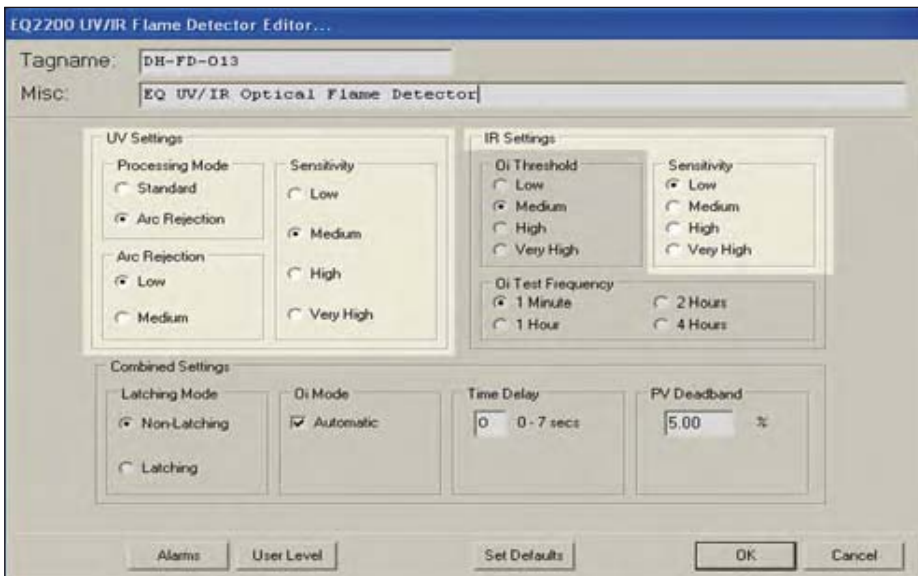 EQ2200 UV/IR Flame Detector Editor...
Tagname: DH-FD-013
Misc: EQ UV/IR Optical Flame Detector
UV Settings
Processing Mode
Standard
Arc Rejection
Arc Rejection
Low
Medium
Sensitivity
Low
Medium
High
Very High
IR Settings
Oi Threshold
Low
Medium
High
Very High
Sensitivity
Low
Medium
High
Very High
Oi Test Frequency
1 Minute
2 Hours
1 Hour
4 Hours
Combined Settings
Latching Mode
Non-Latching
Latching
Oi Mode
Automatic
Time Delay
0 0 - 7 secs
PV Deadband
5.00 %
Alarms User Level Set Defaults OK Cancel